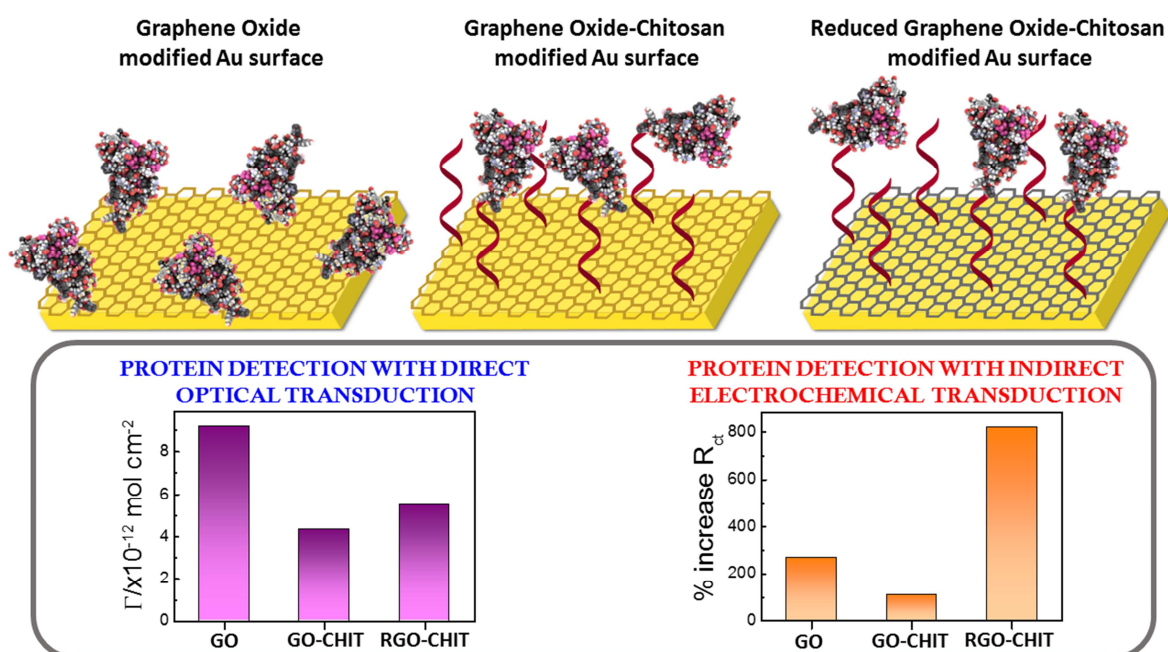 Graphene Oxide
modified Au surface
Graphene Oxide-Chitosan
modified Au surface
Reduced Graphene Oxide-Chitosan
modified Au surface
PROTEIN DETECTION WITH DIRECT
OPTICAL TRANSDUCTION
Γ/x10⁻¹² mol cm⁻²
8
6
4
2
0
GO
GO-CHIT
RGO-CHIT
PROTEIN DETECTION WITH INDIRECT
ELECTROCHEMICAL TRANSDUCTION
% increase Rct
800
600
400
200
0
GO
GO-CHIT
RGO-CHIT